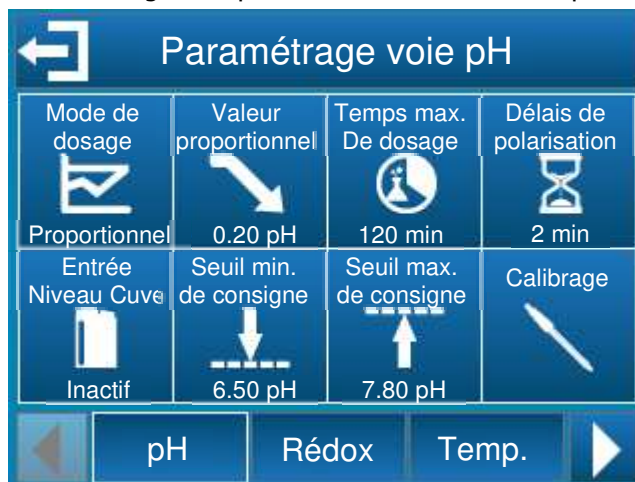 Paramétrage voie pH
Mode de
dosage
Proportionnel
Valeur
proportionnel
0.20 pH
Temps max.
De dosage
120 min
Délais de
polarisation
2 min
Entrée
Niveau Cuve
Inactif
Seuil min.
de consigne
6.50 pH
Seuil max.
de consigne
7.80 pH
Calibrage
pH
Rédox
Temp.